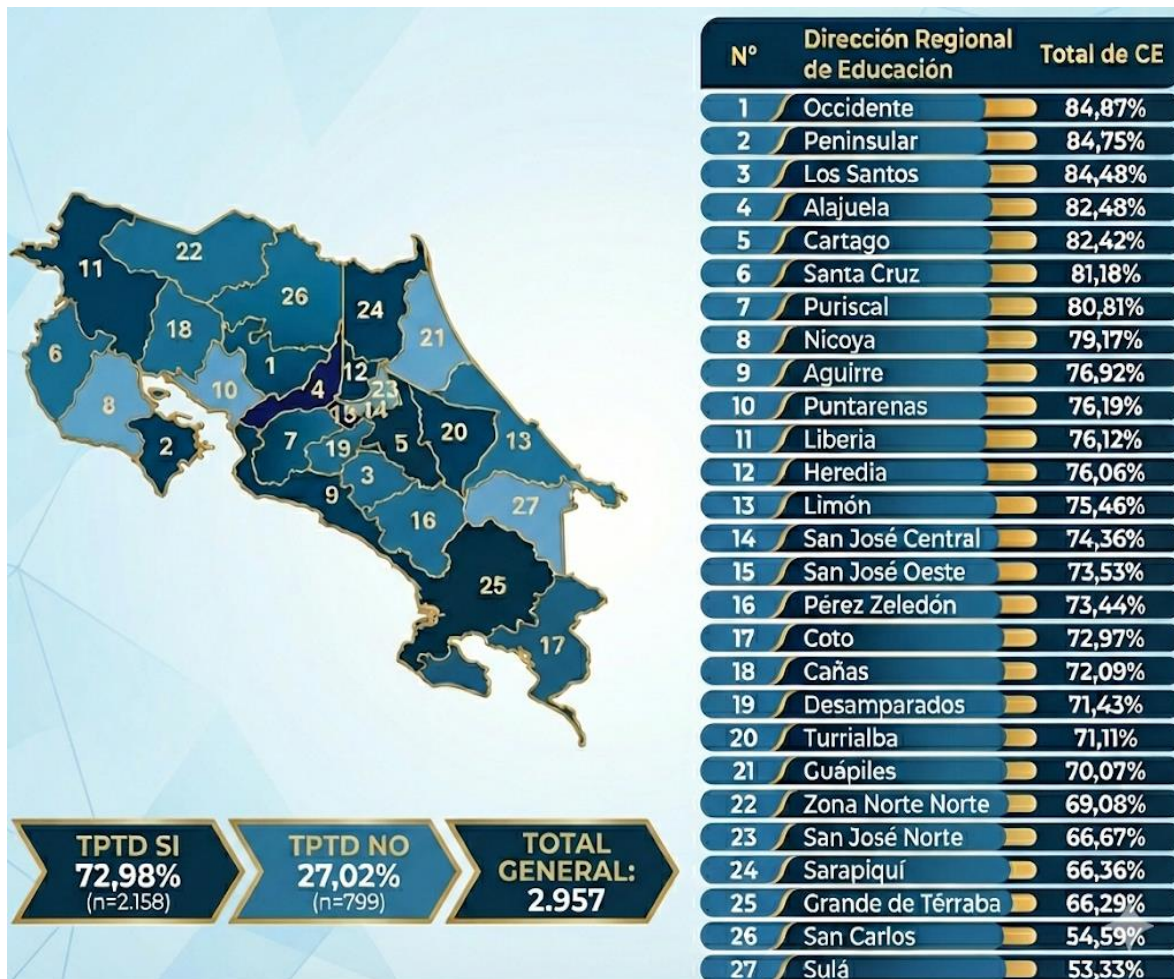 Nº Dirección Regional de Educación Total de CE
1 Occidente 84,87%
2 Peninsular 84,75%
3 Los Santos 84,48%
4 Alajuela 82,48%
5 Cartago 82,42%
6 Santa Cruz 81,18%
7 Puriscal 80,81%
8 Nicoya 79,17%
9 Aguirre 76,92%
10 Puntarenas 76,19%
11 Liberia 76,12%
12 Heredia 76,06%
13 Limón 75,46%
14 San José Central 74,36%
15 San José Oeste 73,53%
16 Pérez Zeledón 73,44%
17 Coto 72,97%
18 Cañas 72,09%
19 Desamparados 71,43%
20 Turrialba 71,11%
21 Guápiles 70,07%
22 Zona Norte Norte 69,08%
23 San José Norte 66,67%
24 Sarapiquí 66,36%
25 Grande de Térraba 66,29%
26 San Carlos 54,59%
27 Sulá 53,33%
22
11
26
24
21
18
6
1
12
10
4
23
14
8
2
7
19
5
20
13
3
9
16
27
25
17
TPTD SI
72,98%
(n=2.158)
TPTD NO
27,02%
(n=799)
TOTAL
GENERAL:
2.957